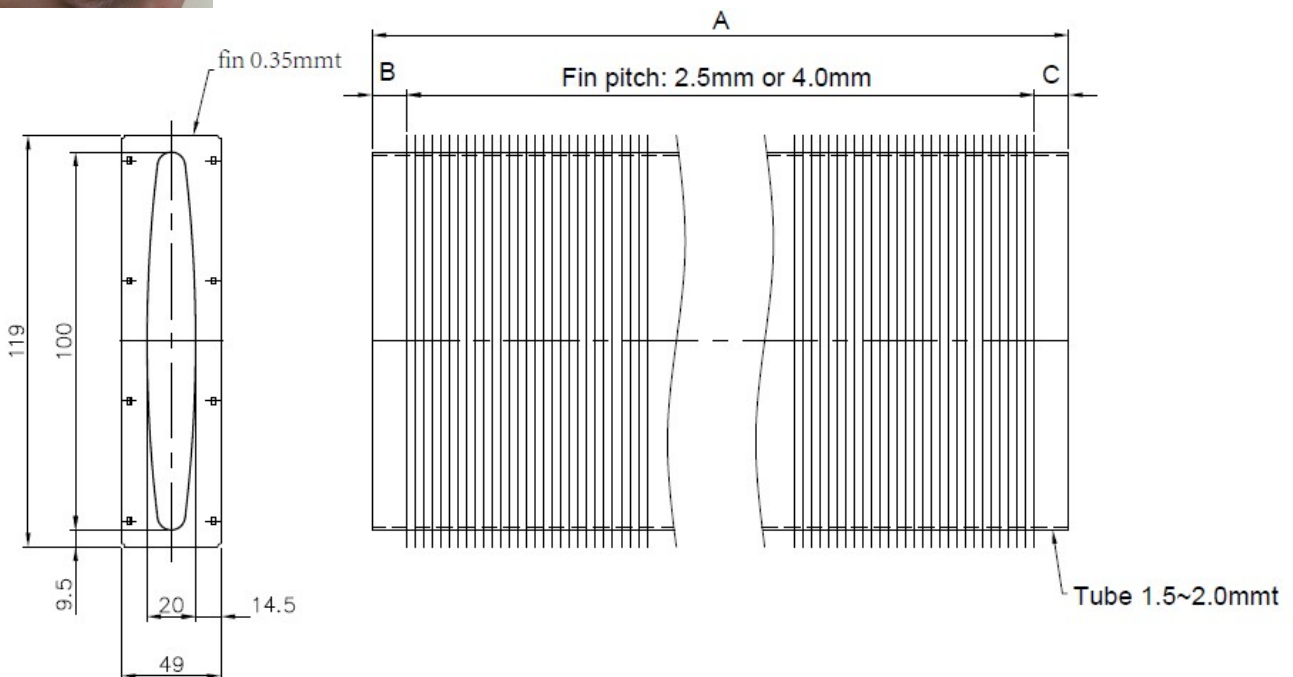 A
fin 0.35mmt
B
Fin pitch: 2.5mm or 4.0mm
C
119
100
9.5
20
14.5
49
Tube 1.5~2.0mmt